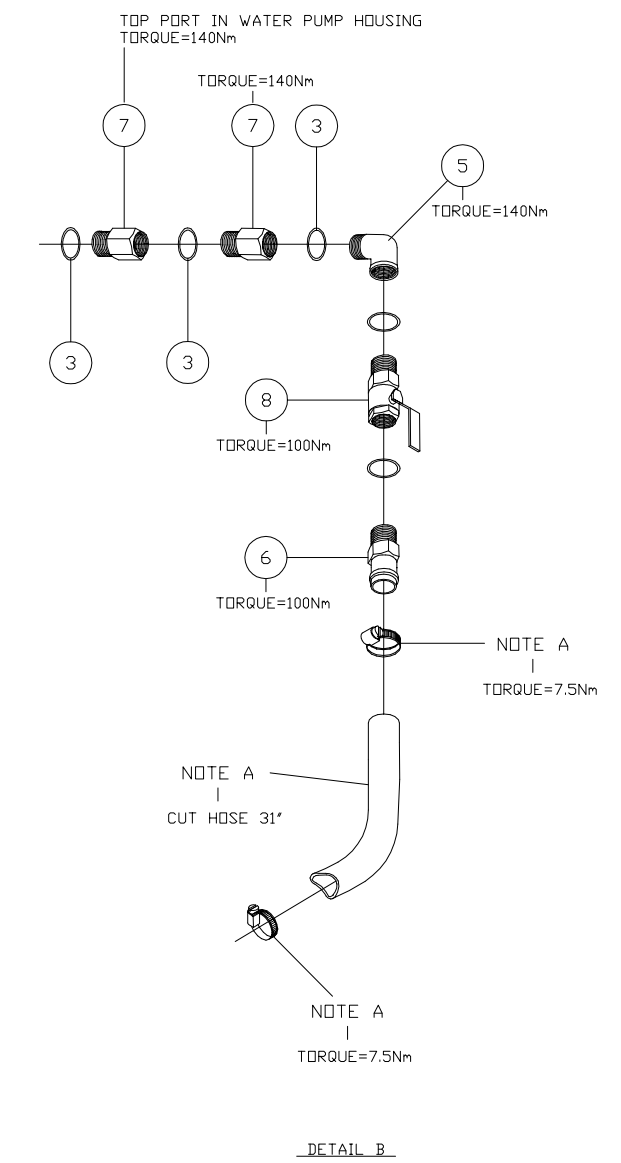 TOP PORT IN WATER PUMP HOUSING
TORQUE=140Nm
TORQUE=140Nm
7
7
3
5
TORQUE=140Nm
3
3
8
TORQUE=100Nm
6
TORQUE=100Nm
NOTE A
TORQUE=7.5Nm
NOTE A
CUT HOSE 31"
NOTE A
TORQUE=7.5Nm
DETAIL B